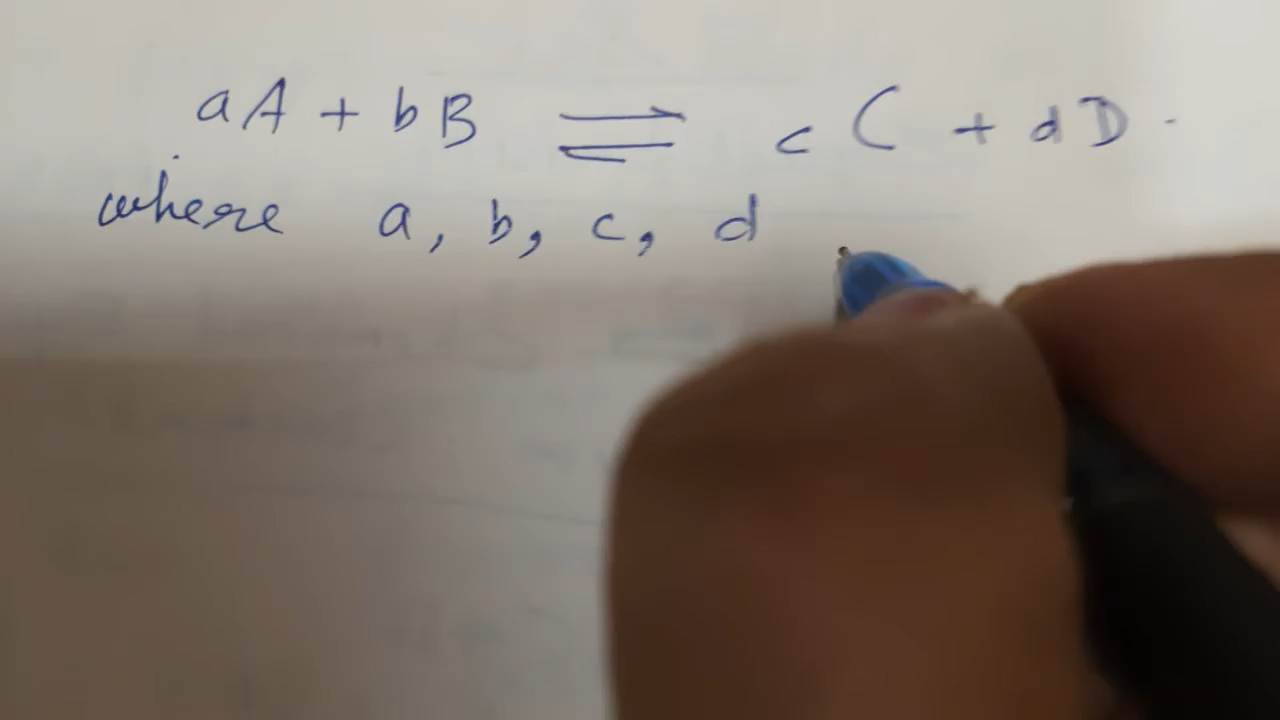 aA + bB ⇌ cC + dD.
where a, b, c, d